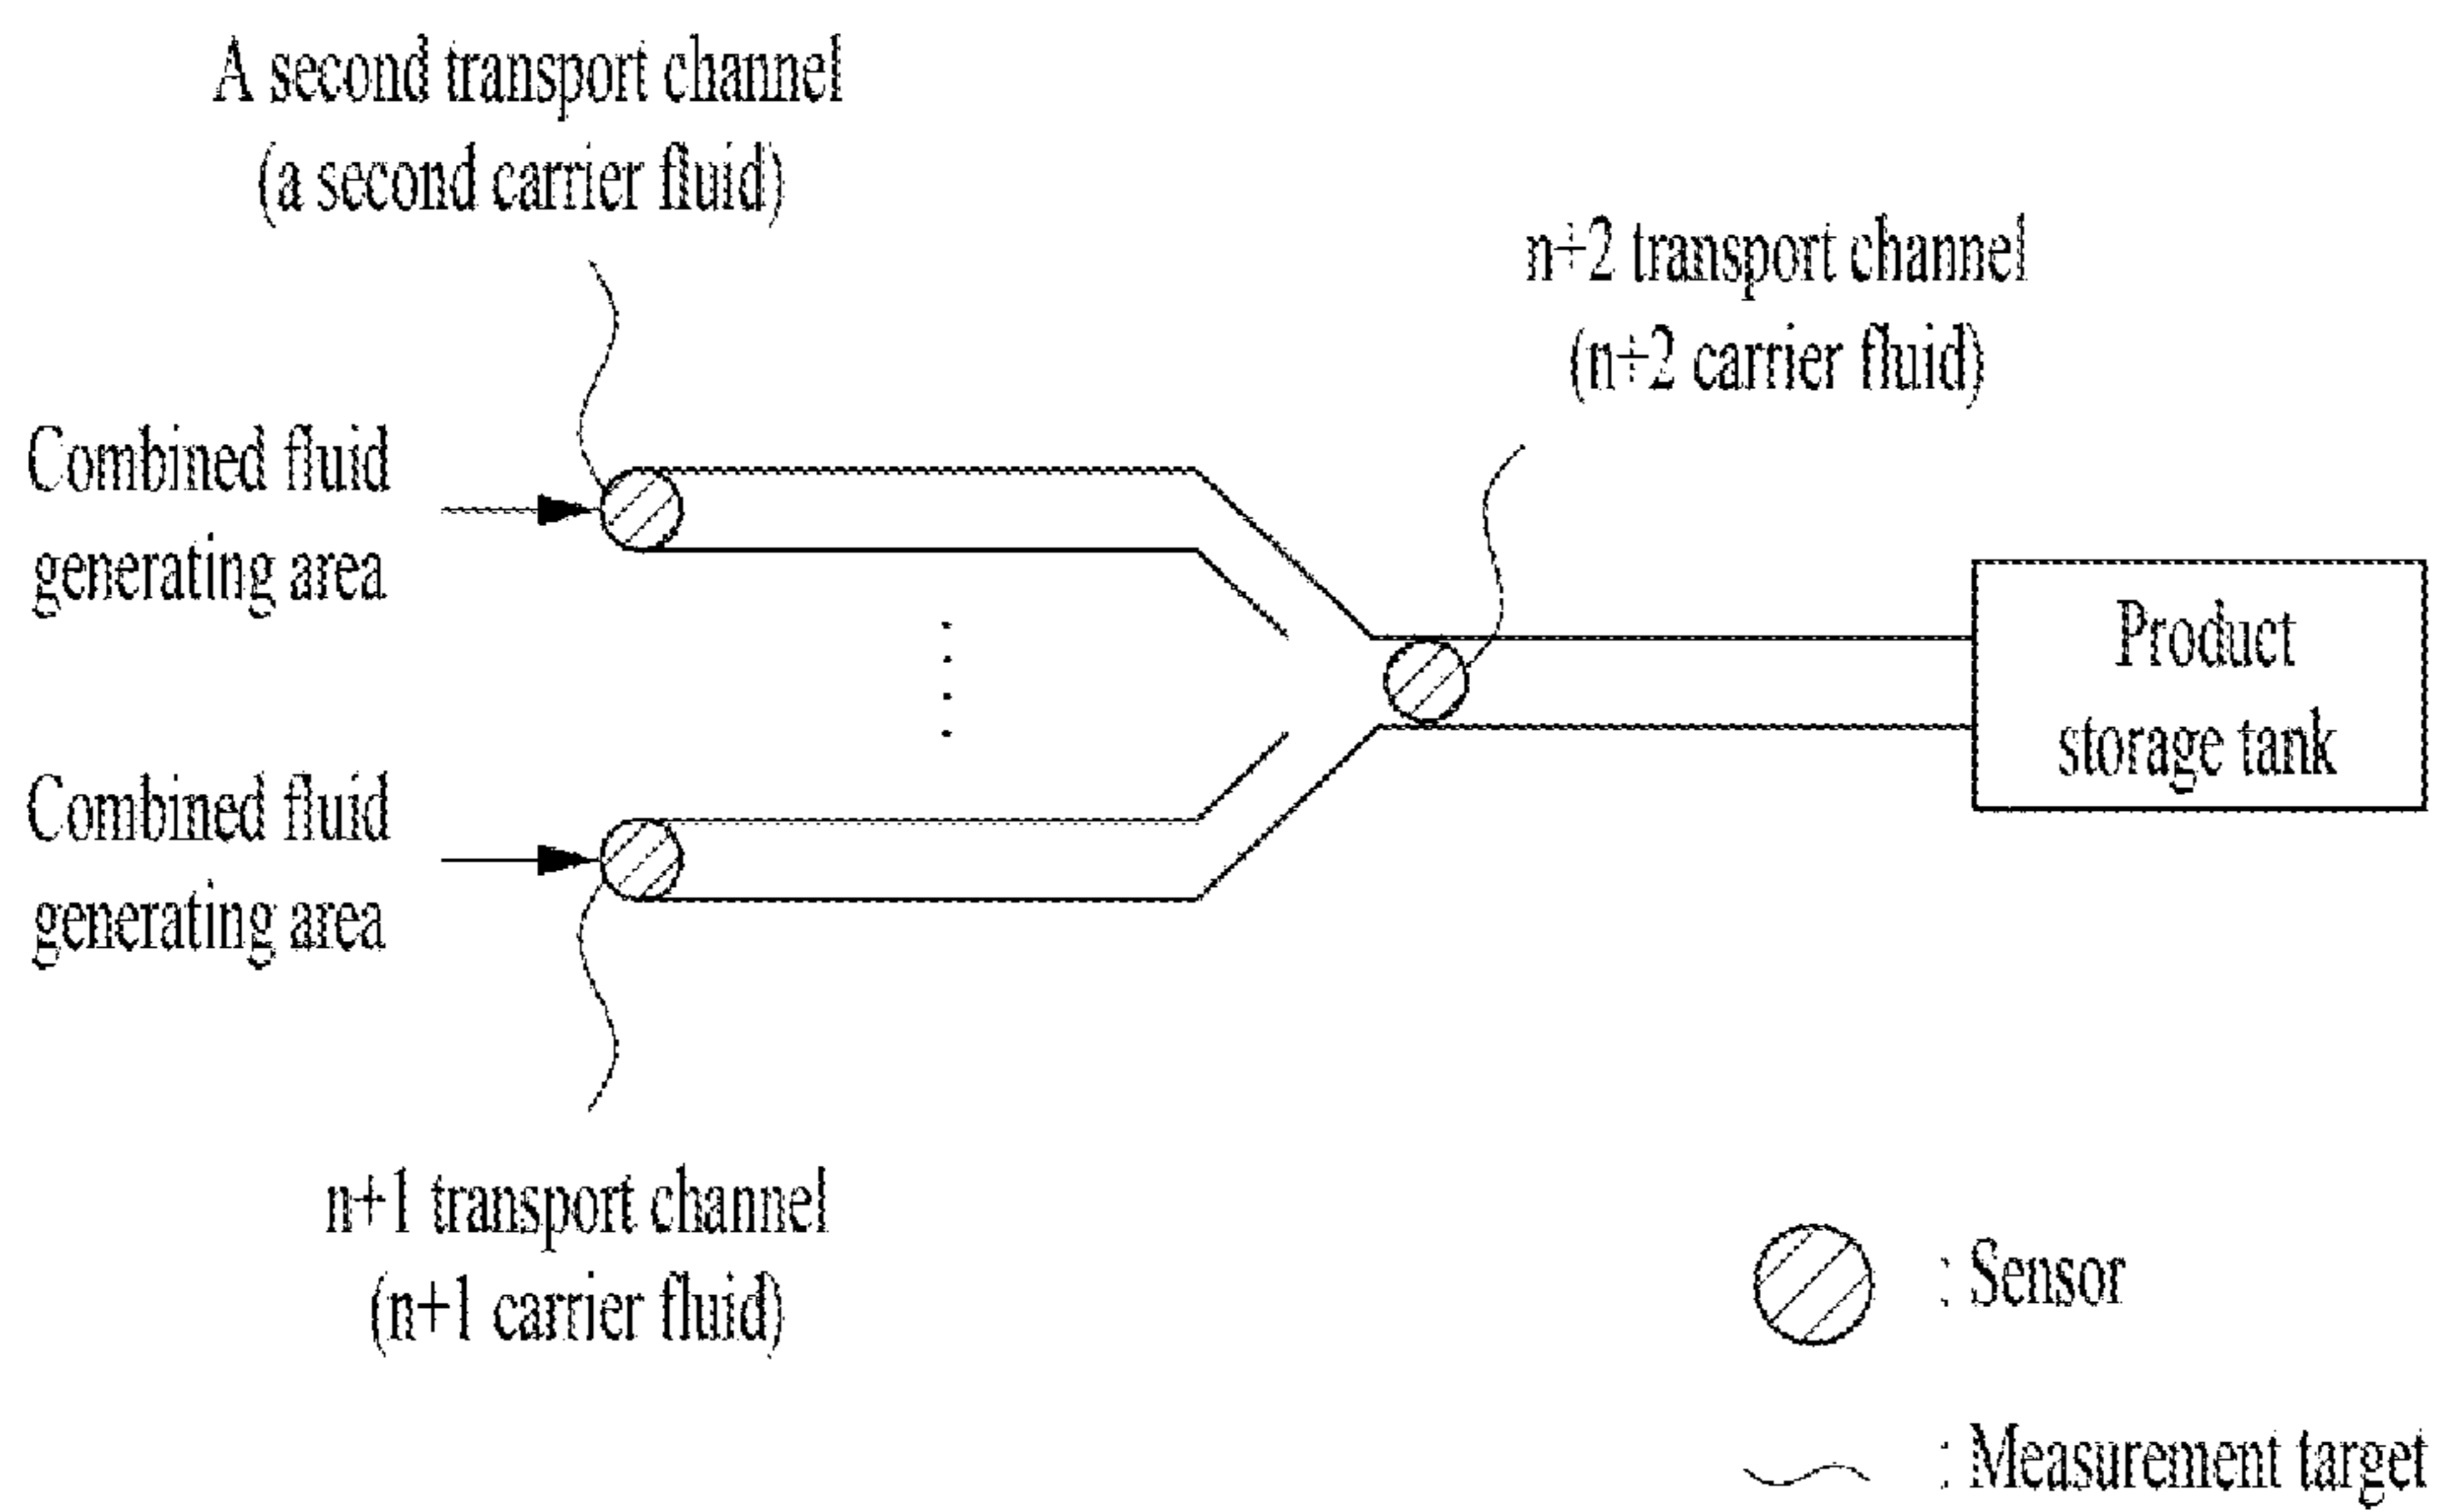 A second transport channel
(a second carrier fluid)
n+2 transport channel
(n+2 carrier fluid)
Combined fluid
generating area
Product
storage tank
Combined fluid
generating area
n+1 transport channel
(n+1 carrier fluid)
: Sensor
: Measurement target